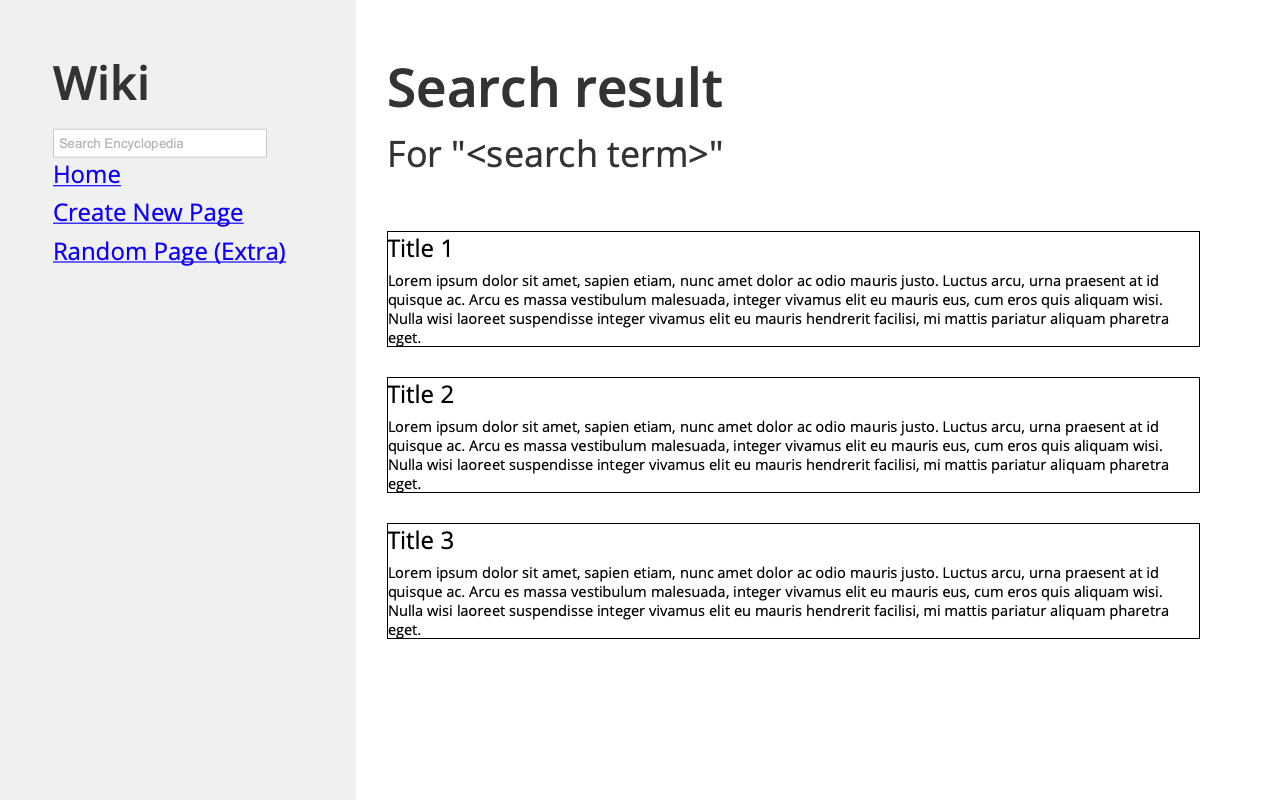 Wiki
Search Encyclopedia
Home
Create New Page
Random Page (Extra)
Search result
For "<search term>"
Title 1
Lorem ipsum dolor sit amet, sapien etiam, nunc amet dolor ac odio mauris justo. Luctus arcu, urna praesent at id
quisque ac. Arcu es massa vestibulum malesuada, integer vivamus elit eu mauris eus, cum eros quis aliquam wisi.
Nulla wisi laoreet suspendisse integer vivamus elit eu mauris hendrerit facilisi, mi mattis pariatur aliquam pharetra
eget.
Title 2
Lorem ipsum dolor sit amet, sapien etiam, nunc amet dolor ac odio mauris justo. Luctus arcu, urna praesent at id
quisque ac. Arcu es massa vestibulum malesuada, integer vivamus elit eu mauris eus, cum eros quis aliquam wisi.
Nulla wisi laoreet suspendisse integer vivamus elit eu mauris hendrerit facilisi, mi mattis pariatur aliquam pharetra
eget.
Title 3
Lorem ipsum dolor sit amet, sapien etiam, nunc amet dolor ac odio mauris justo. Luctus arcu, urna praesent at id
quisque ac. Arcu es massa vestibulum malesuada, integer vivamus elit eu mauris eus, cum eros quis aliquam wisi.
Nulla wisi laoreet suspendisse integer vivamus elit eu mauris hendrerit facilisi, mi mattis pariatur aliquam pharetra
eget.